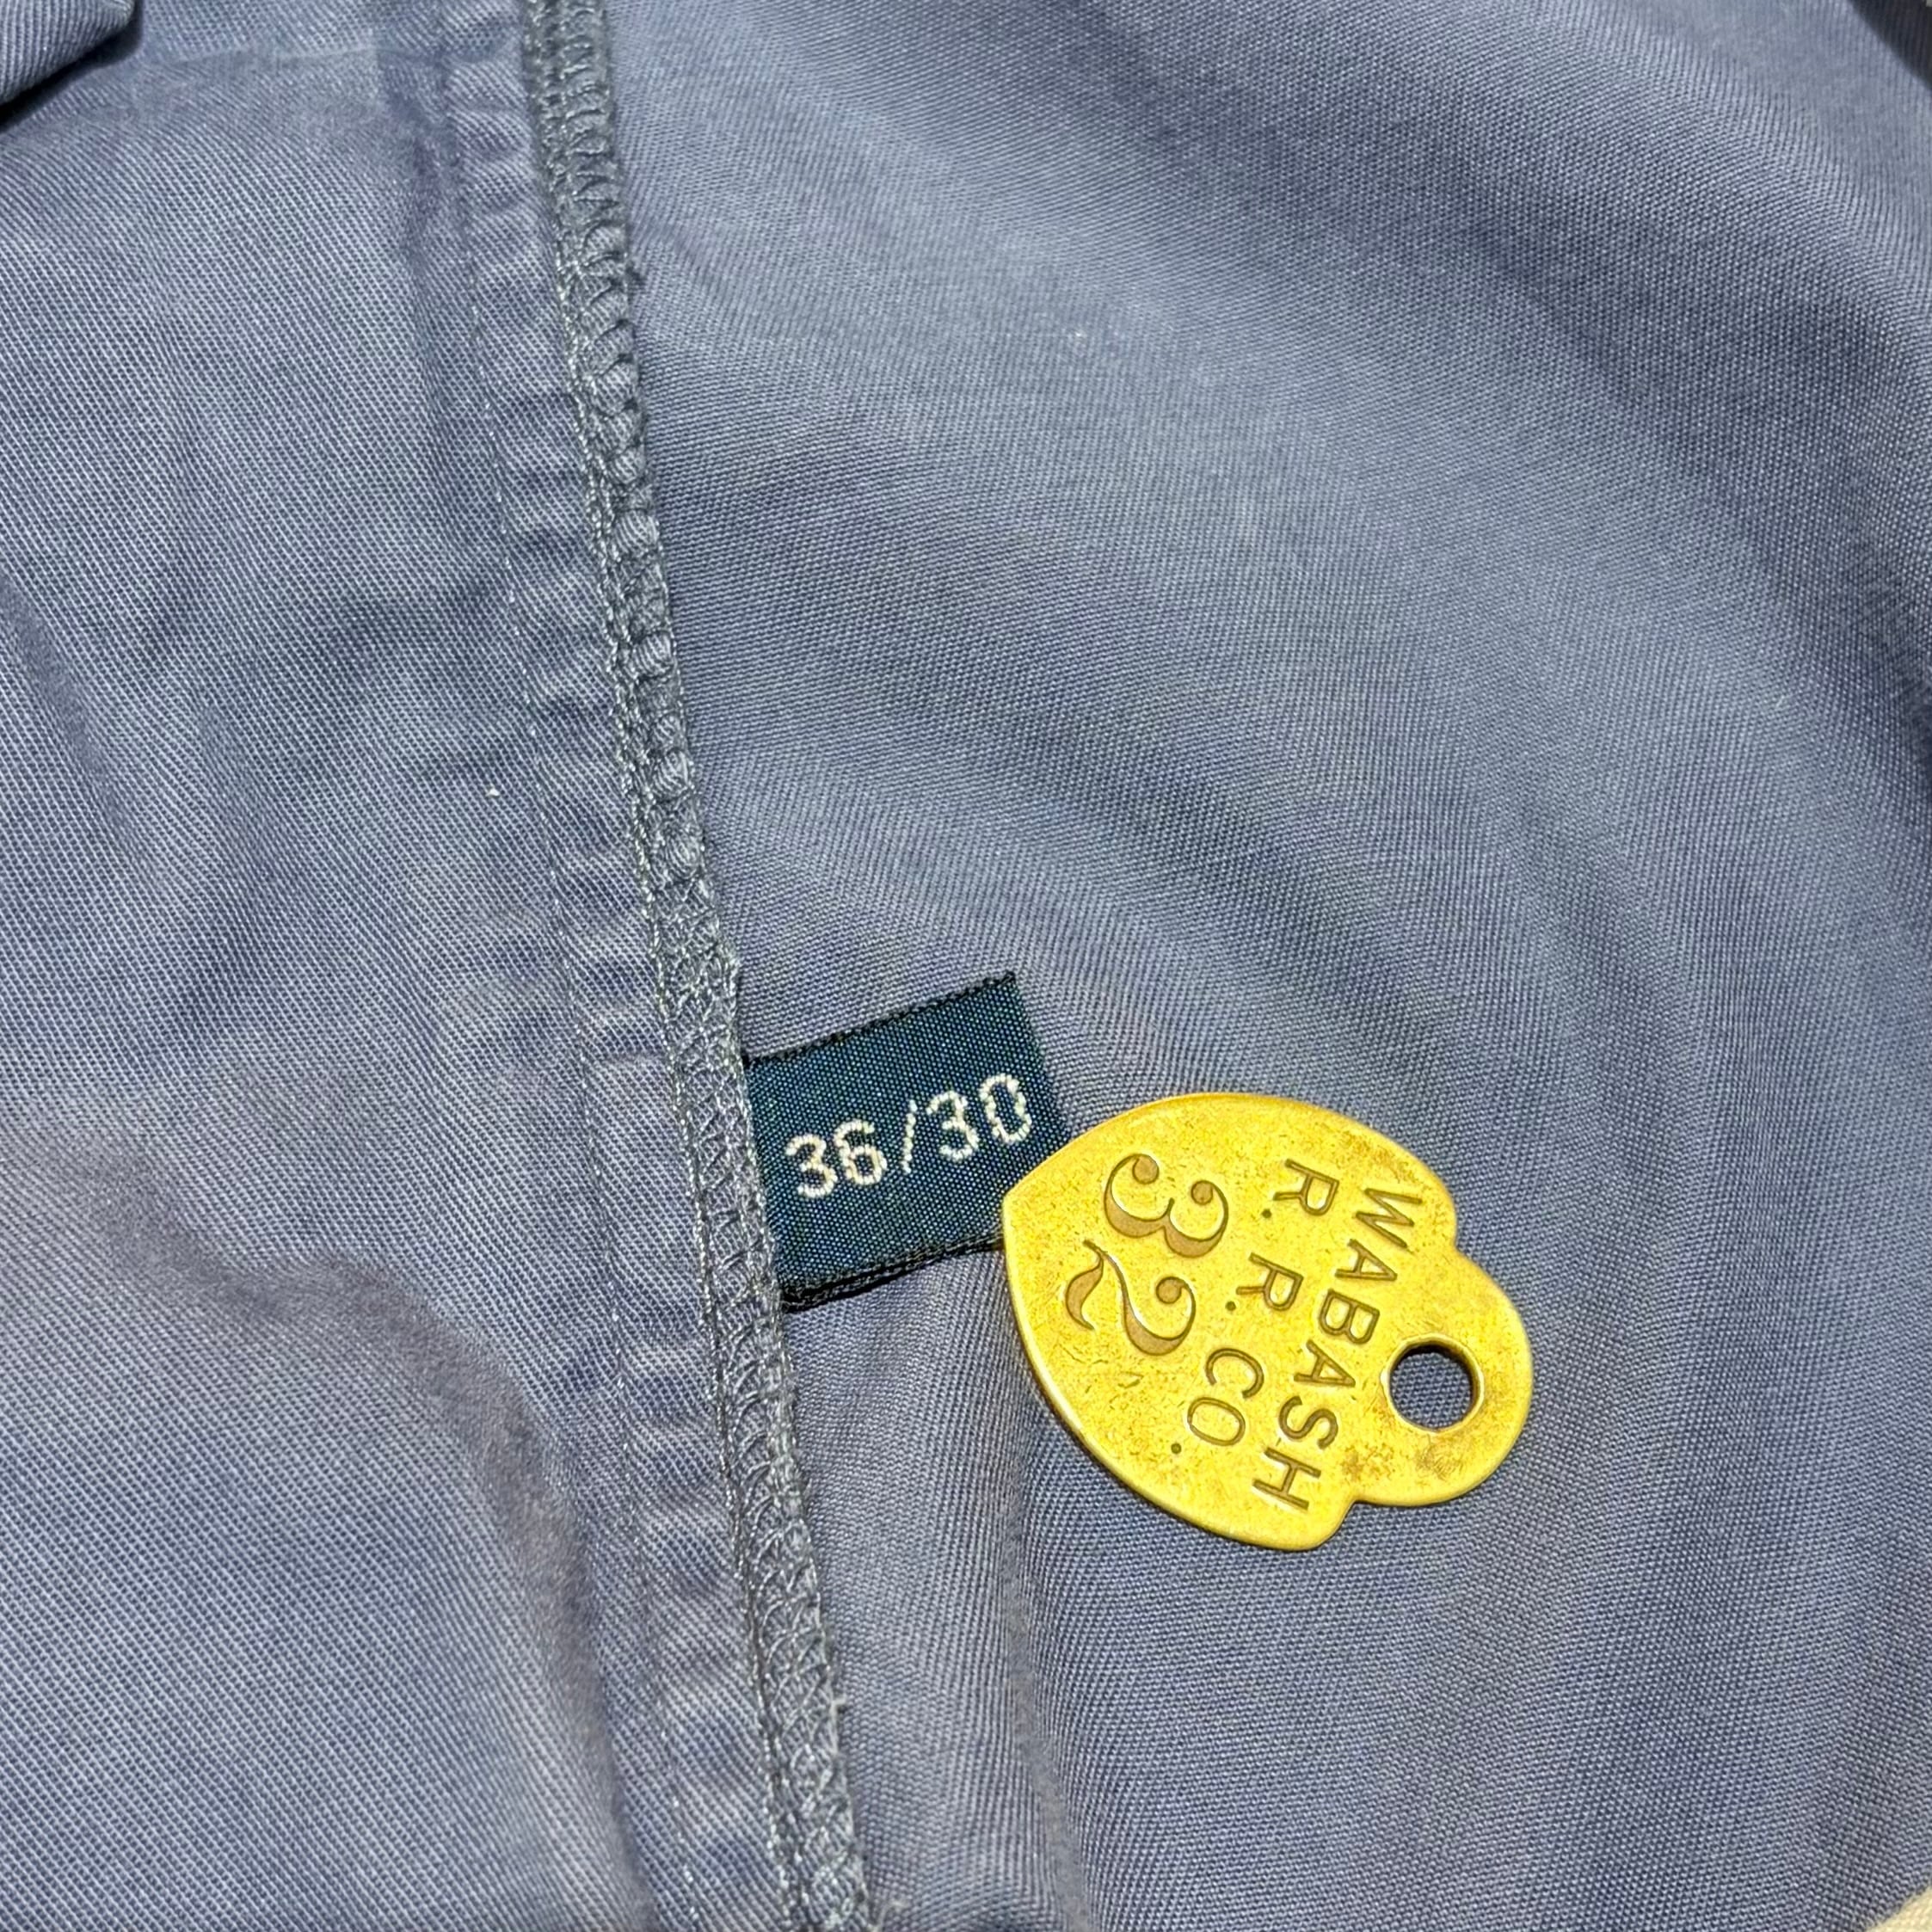 36/30
WABASH
R. R. CO.
32